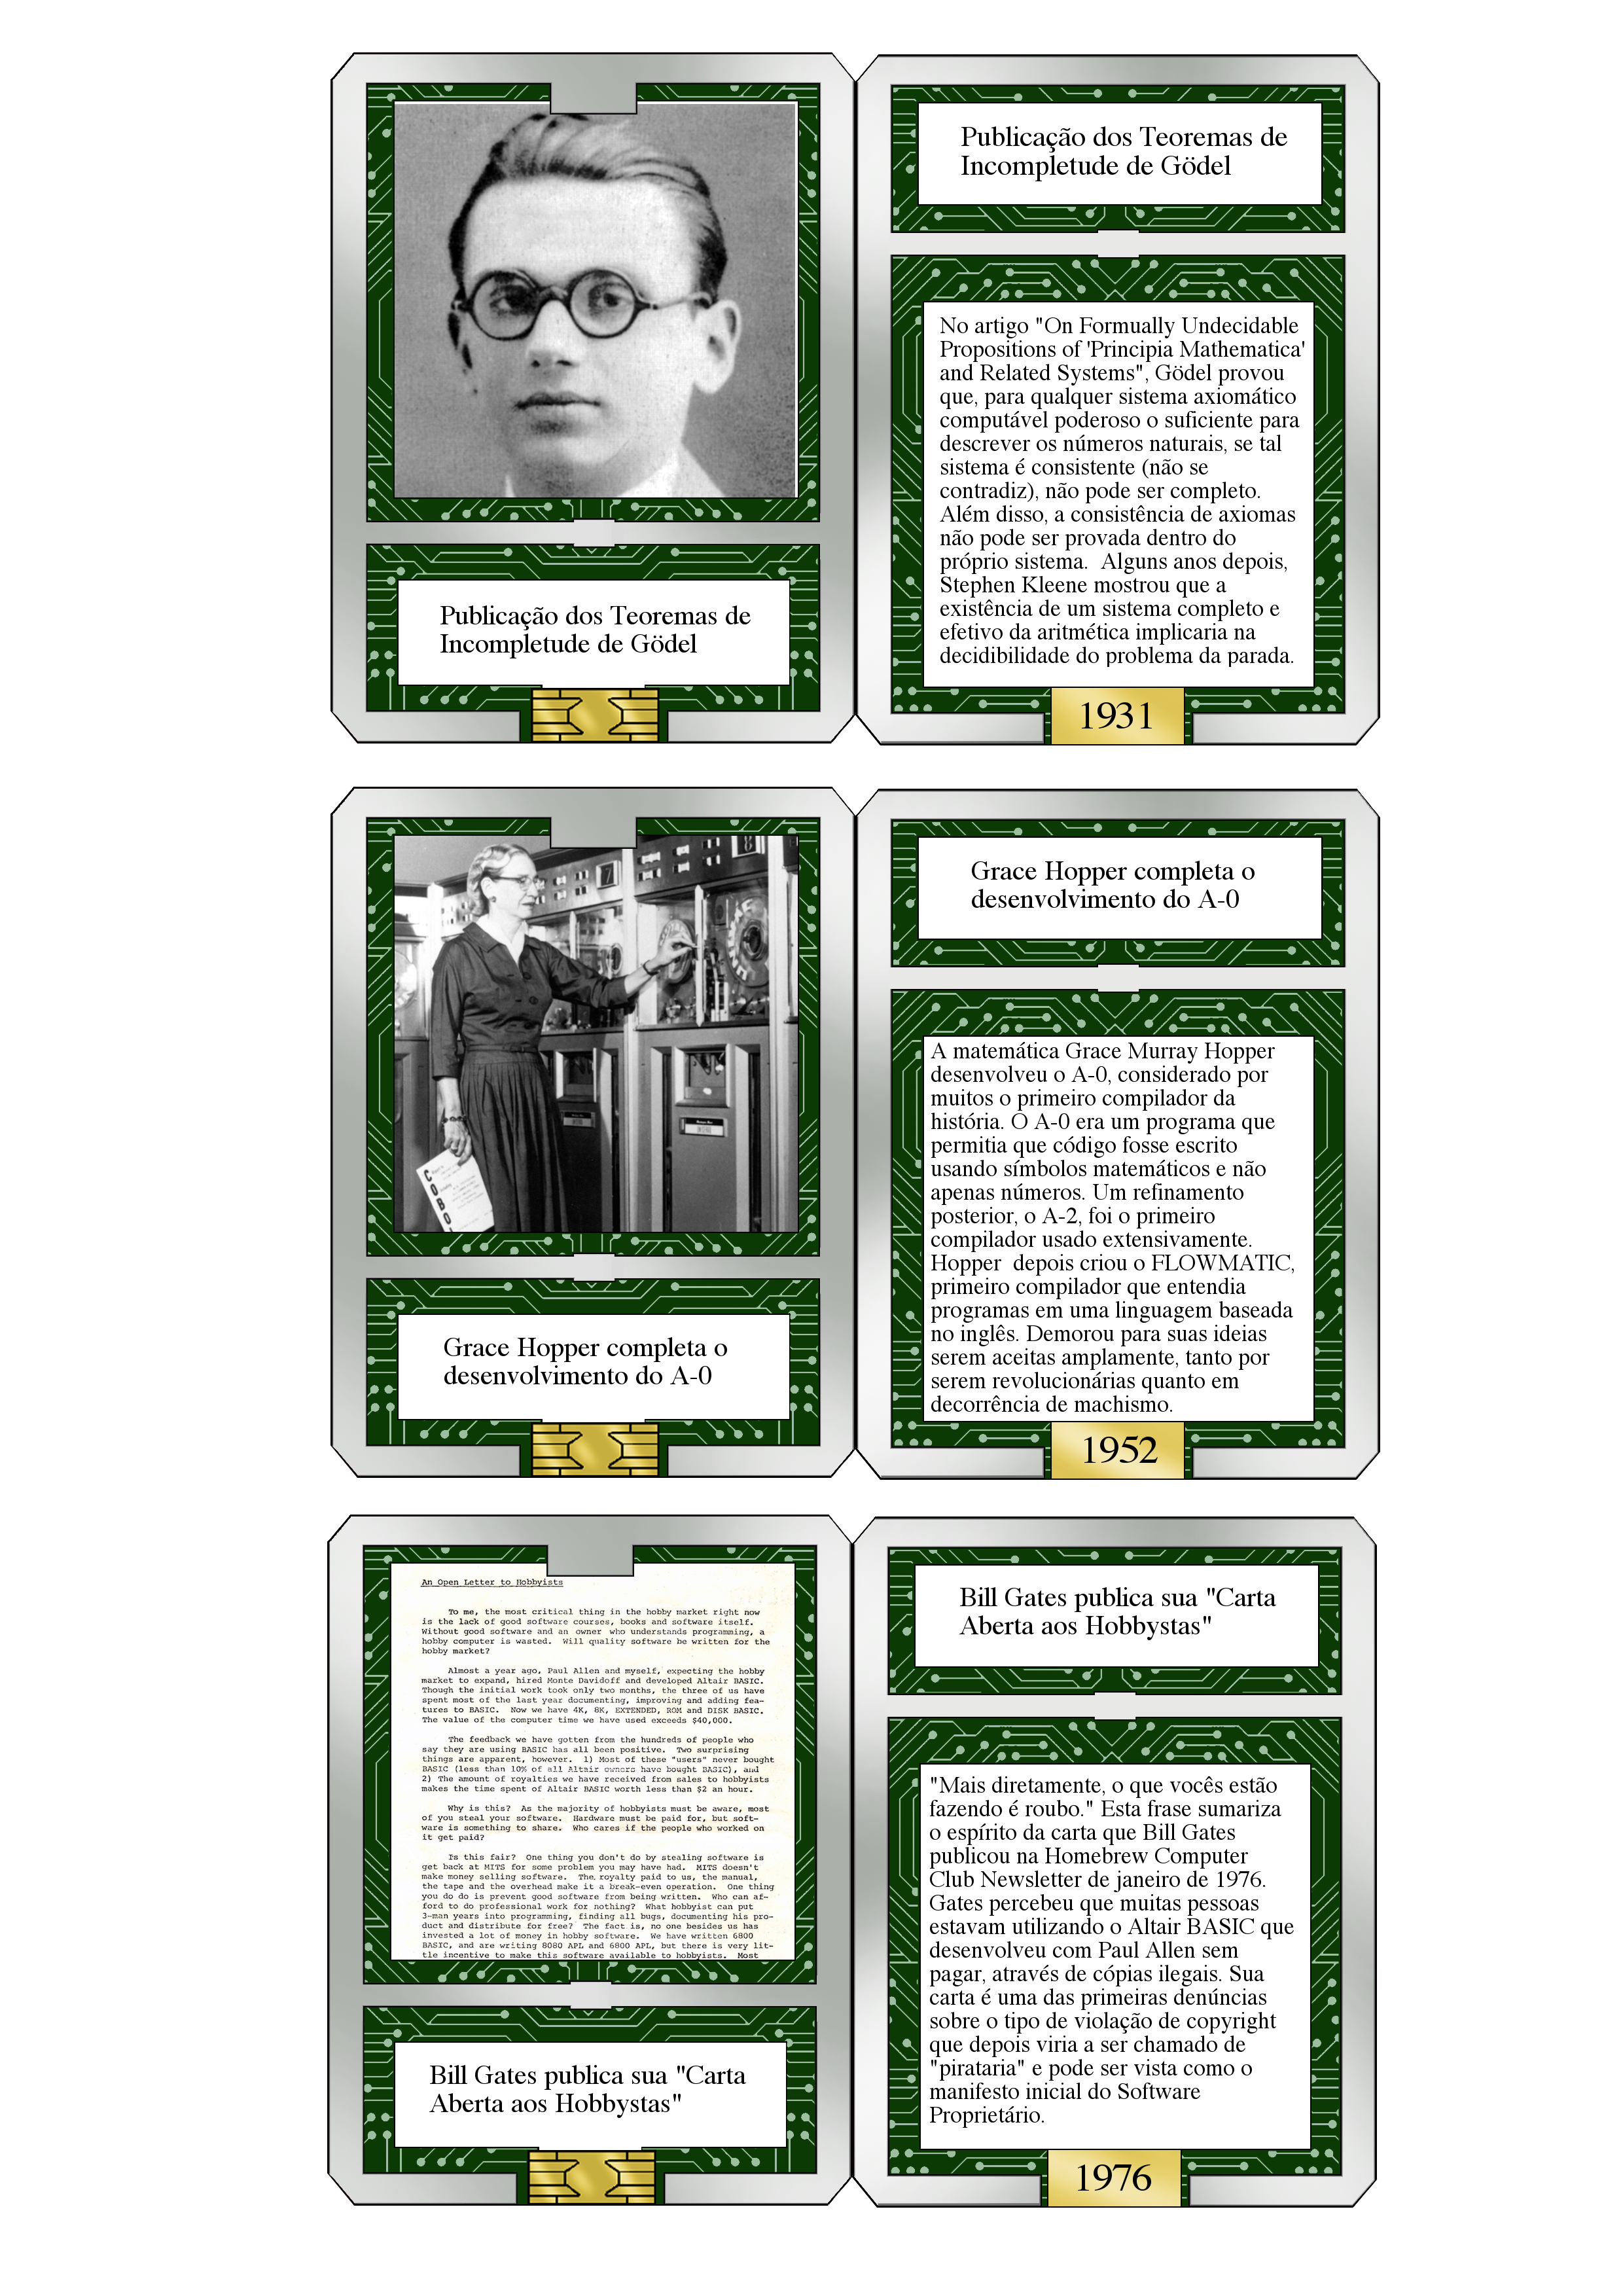 Publicação dos Teoremas de
Incompletude de Gödel
Publicação dos Teoremas de
Incompletude de Gödel
No artigo "On Formually Undecidable
Propositions of 'Principia Mathematica'
and Related Systems", Gödel provou
que, para qualquer sistema axiomático
computável poderoso o suficiente para
descrever os números naturais, se tal
sistema é consistente (não se
contradiz), não pode ser completo.
Além disso, a consistência de axiomas
não pode ser provada dentro do
próprio sistema.  Alguns anos depois,
Stephen Kleene mostrou que a
existência de um sistema completo e
efetivo da aritmética implicaria na
decidibilidade do problema da parada.
1931
COBO
Grace Hopper completa o
desenvolvimento do A-0
Grace Hopper completa o
desenvolvimento do A-0
A matemática Grace Murray Hopper
desenvolveu o A-0, considerado por
muitos o primeiro compilador da
história. O A-0 era um programa que
permitia que código fosse escrito
usando símbolos matemáticos e não
apenas números. Um refinamento
posterior, o A-2, foi o primeiro
compilador usado extensivamente.
Hopper  depois criou o FLOWMATIC,
primeiro compilador que entendia
programas em uma linguagem baseada
no inglês. Demorou para suas ideias
serem aceitas amplamente, tanto por
serem revolucionárias quanto em
decorrência de machismo.
1952
An Open Letter to Hobbyists
To me, the most critical thing in the hobby market right now
is the lack of good software courses, books and software itself.
Without good software and an owner who understands programming, a
hobby computer is wasted.  Will quality software be written for the
hobby market?
Almost a year ago, Paul Allen and myself, expecting the hobby
market to expand, hired Monte Davidoff and developed Altair BASIC.
Though the initial work took only two months, the three of us have
spent most of the last year documenting, improving and adding fea-
tures to BASIC.  Now we have 4K, 8K, EXTENDED, ROM and DISK BASIC.
The value of the computer time we have used exceeds $40,000.
The feedback we have gotten from the hundreds of people who
say they are using BASIC has all been positive.  Two surprising
things are apparent, however.  1) Most of these "users" never bought
BASIC (less than 10% of all Altair owners have bought BASIC), and
2) The amount of royalties we have received from sales to hobbyists
makes the time spent of Altair BASIC worth less than $2 an hour.
Why is this?  As the majority of hobbyists must be aware, most
of you steal your software.  Hardware must be paid for, but soft-
ware is something to share.  Who cares if the people who worked on
it get paid?
Is this fair?  One thing you don't do by stealing software is
get back at MITS for some problem you may have had.  MITS doesn't
make money selling software.  The royalty paid to us, the manual,
the tape and the overhead make it a break-even operation.  One thing
you do do is prevent good software from being written.  Who can af-
ford to do professional work for nothing?  What hobbyist can put
3-man years into programming, finding all bugs, documenting his pro-
duct and distribute for free?  The fact is, no one besides us has
invested a lot of money in hobby software.  We have written 6800
BASIC, and are writing 8080 APL and 6800 APL, but there is very lit-
tle incentive to make this software available to hobbyists.  Most
Bill Gates publica sua "Carta
Aberta aos Hobbystas"
Bill Gates publica sua "Carta
Aberta aos Hobbystas"
"Mais diretamente, o que vocês estão
fazendo é roubo." Esta frase sumariza
o espírito da carta que Bill Gates
publicou na Homebrew Computer
Club Newsletter de janeiro de 1976.
Gates percebeu que muitas pessoas
estavam utilizando o Altair BASIC que
desenvolveu com Paul Allen sem
pagar, através de cópias ilegais. Sua
carta é uma das primeiras denúncias
sobre o tipo de violação de copyright
que depois viria a ser chamado de
"pirataria" e pode ser vista como o
manifesto inicial do Software
Proprietário.
1976